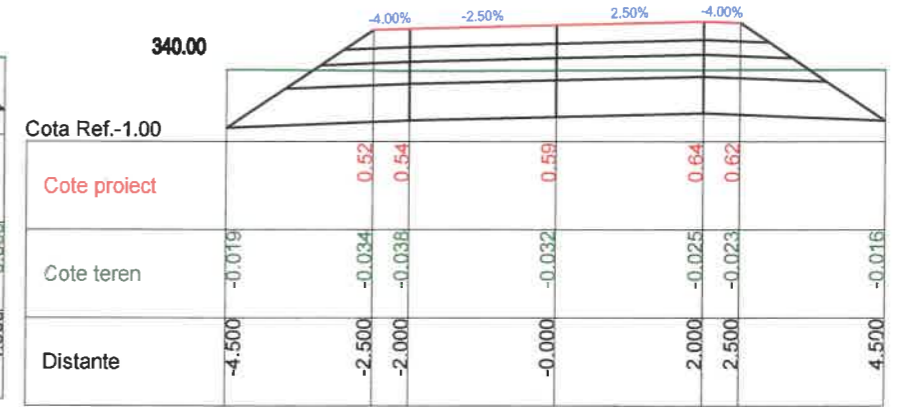 -4.00% -2.50% 2.50% -4.00%
340.00
Cota Ref.-1.00
Cote proiect 0.52 0.54 0.59 0.64 0.62
Cote teren -0.019 -0.034 -0.038 -0.032 -0.025 -0.023 -0.016
Distante -4.500 -2.500 -2.000 -0.000 2.000 2.500 4.500